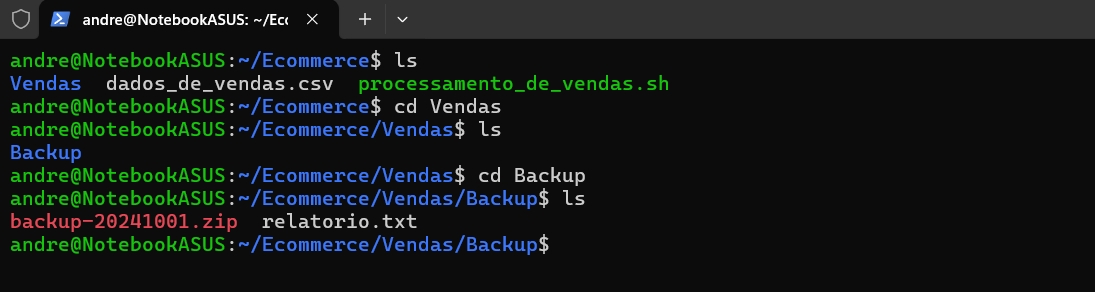 andre@NotebookASUS: ~/Ecc
andre@NotebookASUS:~/Ecommerce$ ls
Vendas  dados_de_vendas.csv  processamento_de_vendas.sh
andre@NotebookASUS:~/Ecommerce$ cd Vendas
andre@NotebookASUS:~/Ecommerce/Vendas$ ls
Backup
andre@NotebookASUS:~/Ecommerce/Vendas$ cd Backup
andre@NotebookASUS:~/Ecommerce/Vendas/Backup$ ls
backup-20241001.zip  relatorio.txt
andre@NotebookASUS:~/Ecommerce/Vendas/Backup$